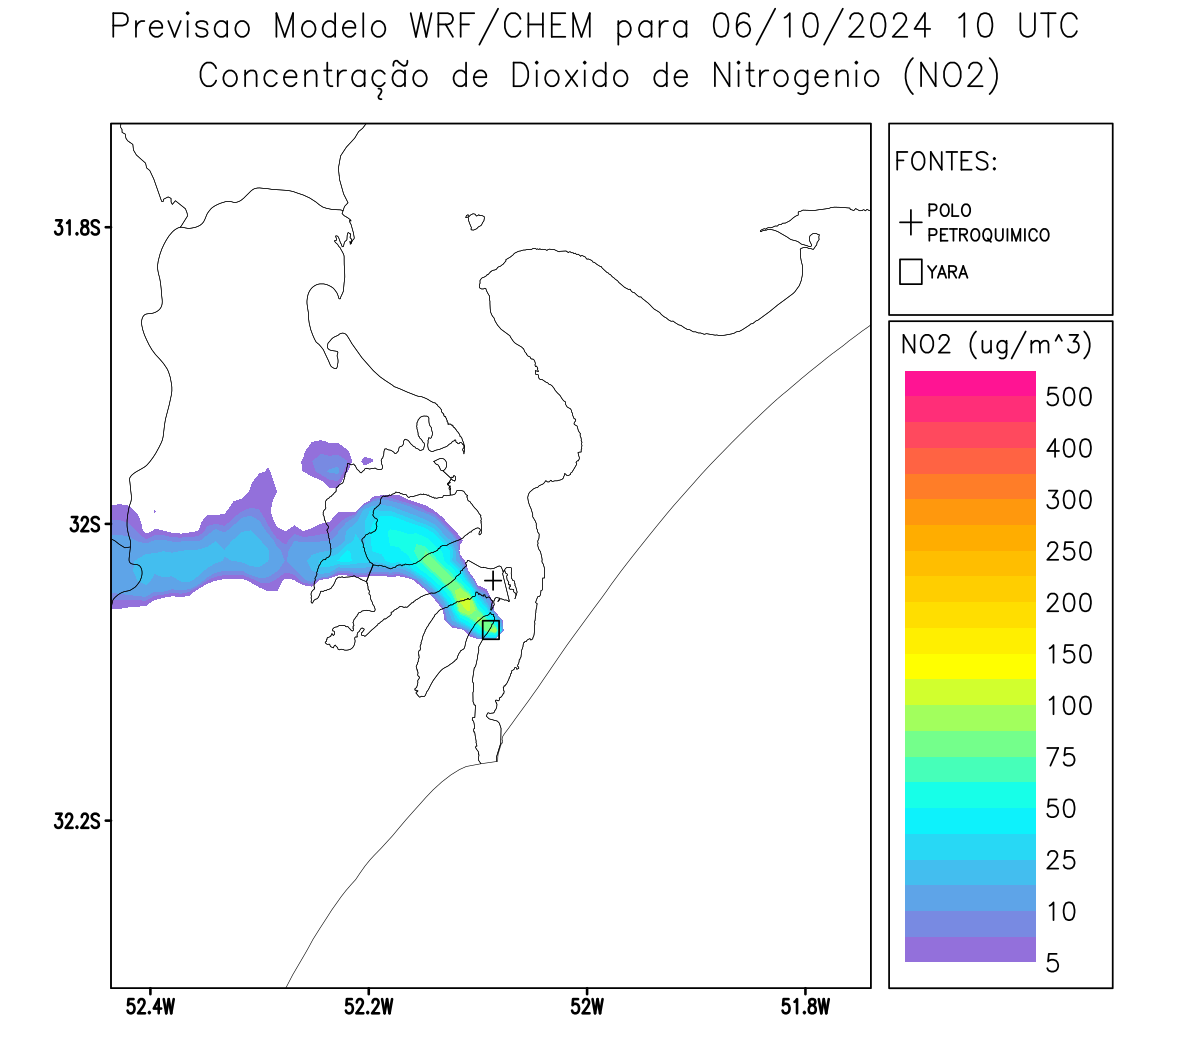 Previsao Modelo WRF/CHEM para 06/10/2024 10 UTC
Concentração de Dioxido de Nitrogenio (NO2)
FONTES:
POLO
PETROQUIMICO
YARA
NO2 (ug/m^3)
500
400
300
250
200
150
100
75
50
25
10
5
31.8S
32S
32.2S
52.4W
52.2W
52W
51.8W